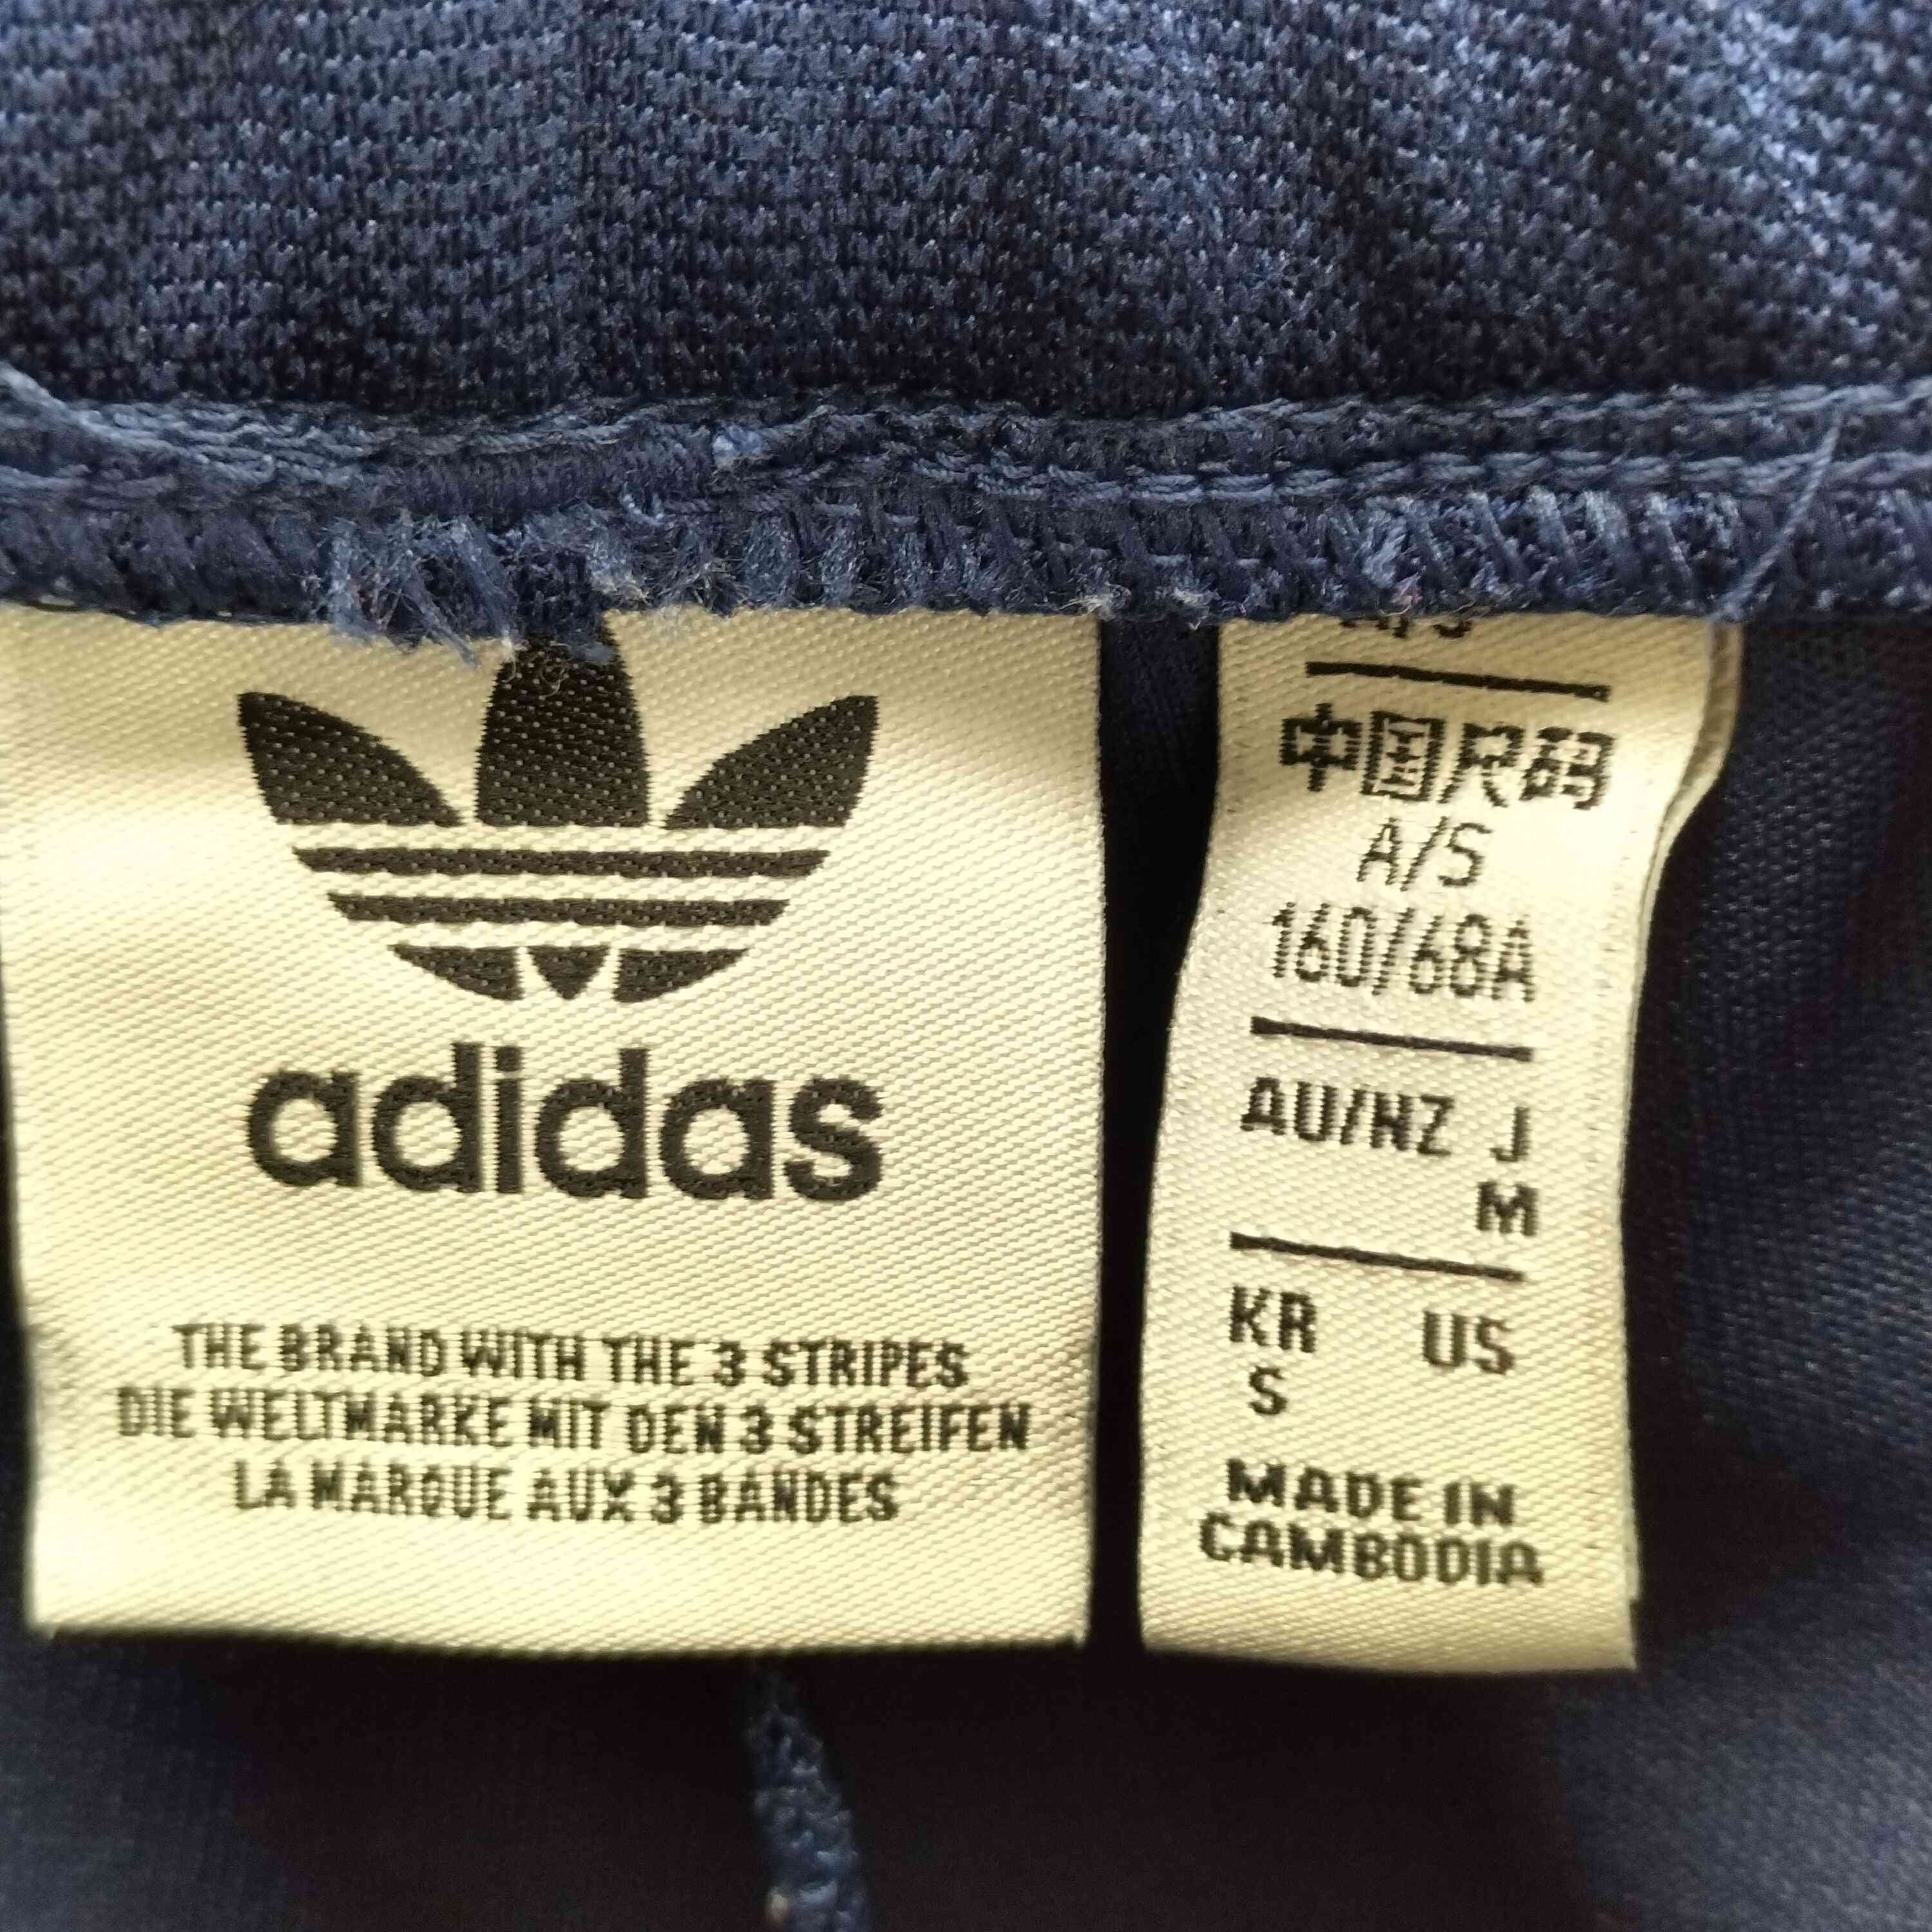 adidas
THE BRAND WITH THE 3 STRIPES
DIE WELTMARKE MIT DEN 3 STREIFEN
LA MARQUE AUX 3 BANDES
中国尺码
A/S
160/68A
AU/NZ J
M
KR US
S
MADE IN
CAMBODIA